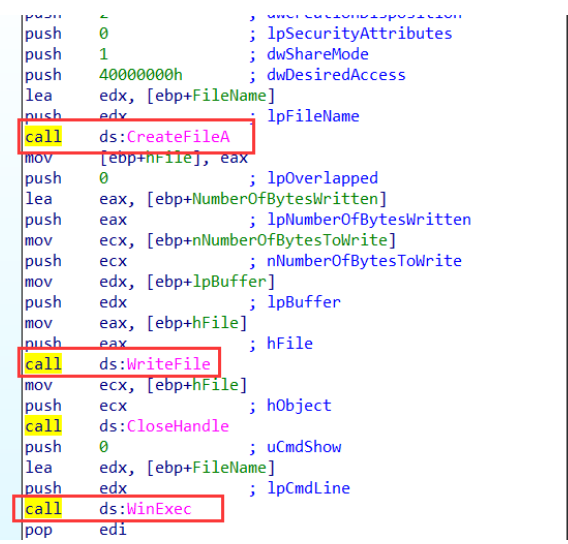 push 2 ; dwCreationDisposition
push 0 ; lpSecurityAttributes
push 1 ; dwShareMode
push 40000000h ; dwDesiredAccess
lea edx, [ebp+FileName]
push edx ; lpFileName
call ds:CreateFileA
mov [ebp+hFile], eax
push 0 ; lpOverlapped
lea eax, [ebp+NumberOfBytesWritten]
push eax ; lpNumberOfBytesWritten
mov ecx, [ebp+nNumberOfBytesToWrite]
push ecx ; nNumberOfBytesToWrite
mov edx, [ebp+lpBuffer]
push edx ; lpBuffer
mov eax, [ebp+hFile]
push eax ; hFile
call ds:WriteFile
mov ecx, [ebp+hFile]
push ecx ; hObject
call ds:CloseHandle
push 0 ; uCmdShow
lea edx, [ebp+FileName]
push edx ; lpCmdLine
call ds:WinExec
pop edi